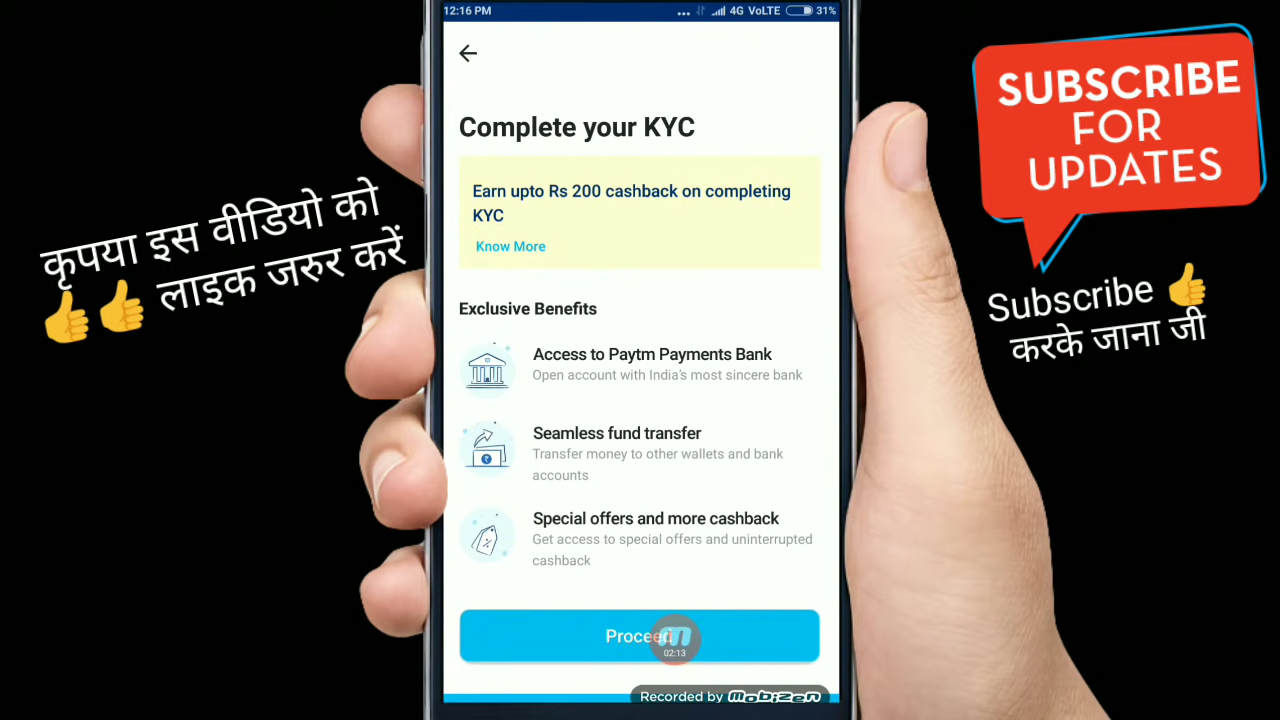 12:16 PM
4G VoLTE 31%
Complete your KYC
Earn upto Rs 200 cashback on completing
KYC
Know More
Exclusive Benefits
Access to Paytm Payments Bank
Open account with India's most sincere bank
Seamless fund transfer
Transfer money to other wallets and bank
accounts
Special offers and more cashback
Get access to special offers and uninterrupted
cashback
Proceed
02:13
Recorded by mobizen
कृपया इस वीडियो को
👍👍 लाइक जरुर करें
SUBSCRIBE
FOR
UPDATES
Subscribe 👍
करके जाना जी